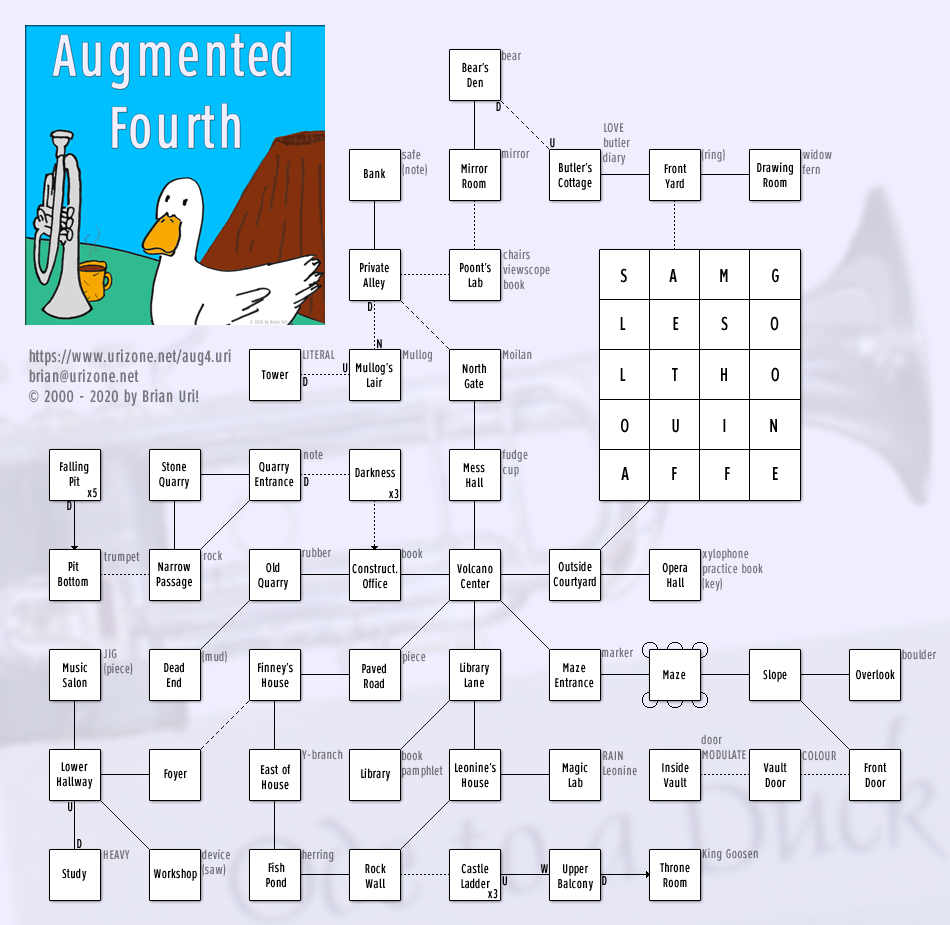 Augmented
Fourth
© 2020 by Brian Uri!
https://www.urizone.net/aug4.uri
brian@urizone.net
© 2000 - 2020 by Brian Uri!
Bear's
Den
bear
D
U
Bank
safe
(note)
Mirror
Room
mirror
Butler's
Cottage
LOVE
butler
diary
Front
Yard
(ring)
Drawing
Room
widow
fern
Private
Alley
D
Poont's
Lab
chairs
viewscope
book
S A M G
L E S O
L T H O
O U I N
A F F E
Tower
LITERAL
D
U
N
Mullog's
Lair
Mullog
North
Gate
Moilan
Falling
Pit
x5
D
Stone
Quarry
Quarry
Entrance
note
D
Darkness
x3
Mess
Hall
fudge
cup
Pit
Bottom
trumpet
Narrow
Passage
rock
Old
Quarry
rubber
Construct.
Office
book
Volcano
Center
Outside
Courtyard
Opera
Hall
xylophone
practice book
(key)
Music
Salon
JIG
(piece)
Dead
End
(mud)
Finney's
House
Paved
Road
piece
Library
Lane
Maze
Entrance
marker
Maze
Slope
Overlook
boulder
Lower
Hallway
U
Foyer
East of
House
Y-branch
Library
book
pamphlet
Leonine's
House
Magic
Lab
RAIN
Leonine
Inside
Vault
door
MODULATE
Vault
Door
COLOUR
Front
Door
D
Study
HEAVY
Workshop
device
(saw)
Fish
Pond
herring
Rock
Wall
Castle
Ladder
x3
U
W
Upper
Balcony
D
Throne
Room
King Goosen
Ode to a Duck